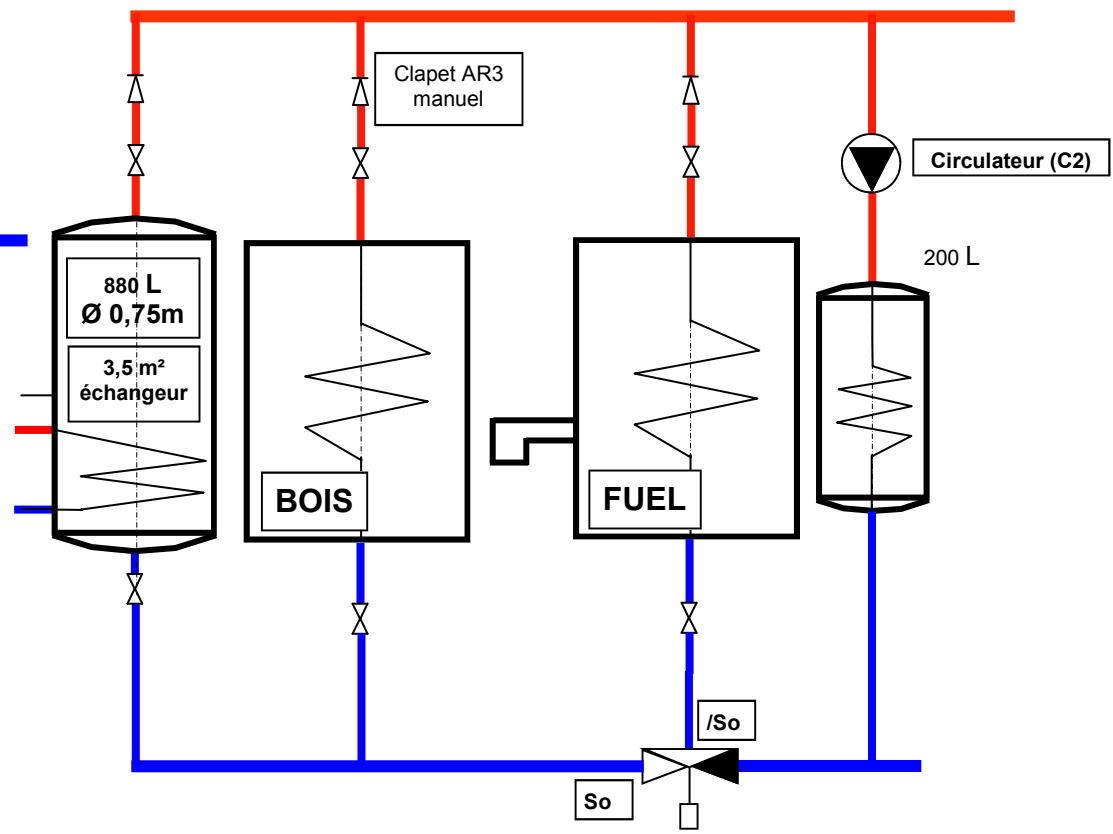 Clapet AR3
manuel
Circulateur (C2)
200 L
880 L
Ø 0,75m
3,5 m²
échangeur
BOIS
FUEL
/So
So